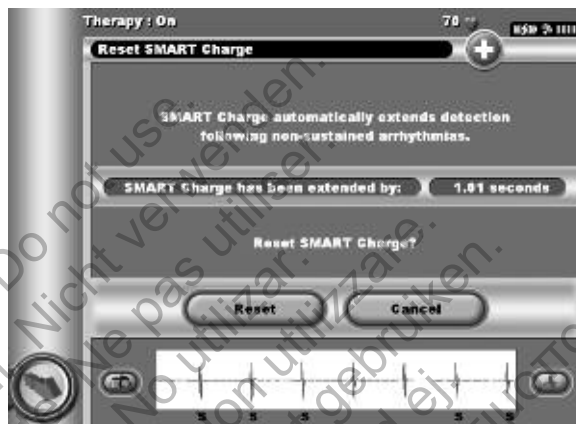 Therapy : On
70
Reset SMART Charge
SMART Charge automatically extends detection
following non-sustained arrhythmias.
SMART Charge has been extended by: 1.01 seconds
Reset SMART Charge?
Reset Cancel
S S S S S
Do not use.
Nicht verwenden.
Ne pas utiliser.
No utilizar.
Non utilizzare.
gebruiken.
ej